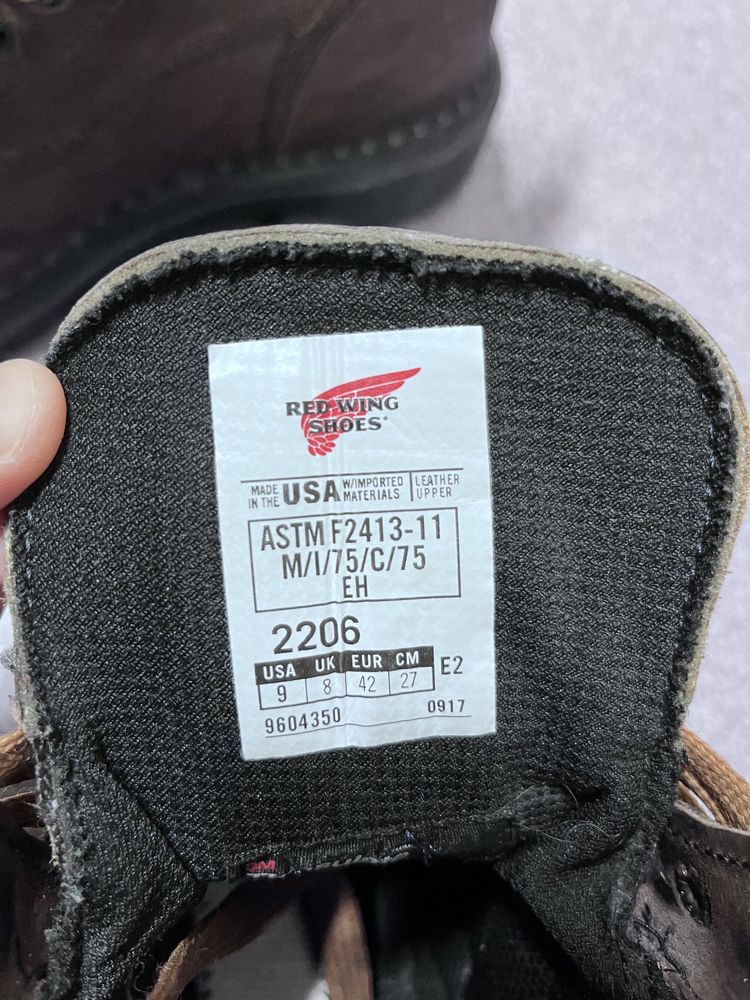 RED WING
SHOES®
MADE IN THE USA W/IMPORTED MATERIALS LEATHER UPPER
ASTM F2413-11
M/I/75/C/75
EH
2206
USA UK EUR CM
9 8 42 27 E2
9604350 0917
3M